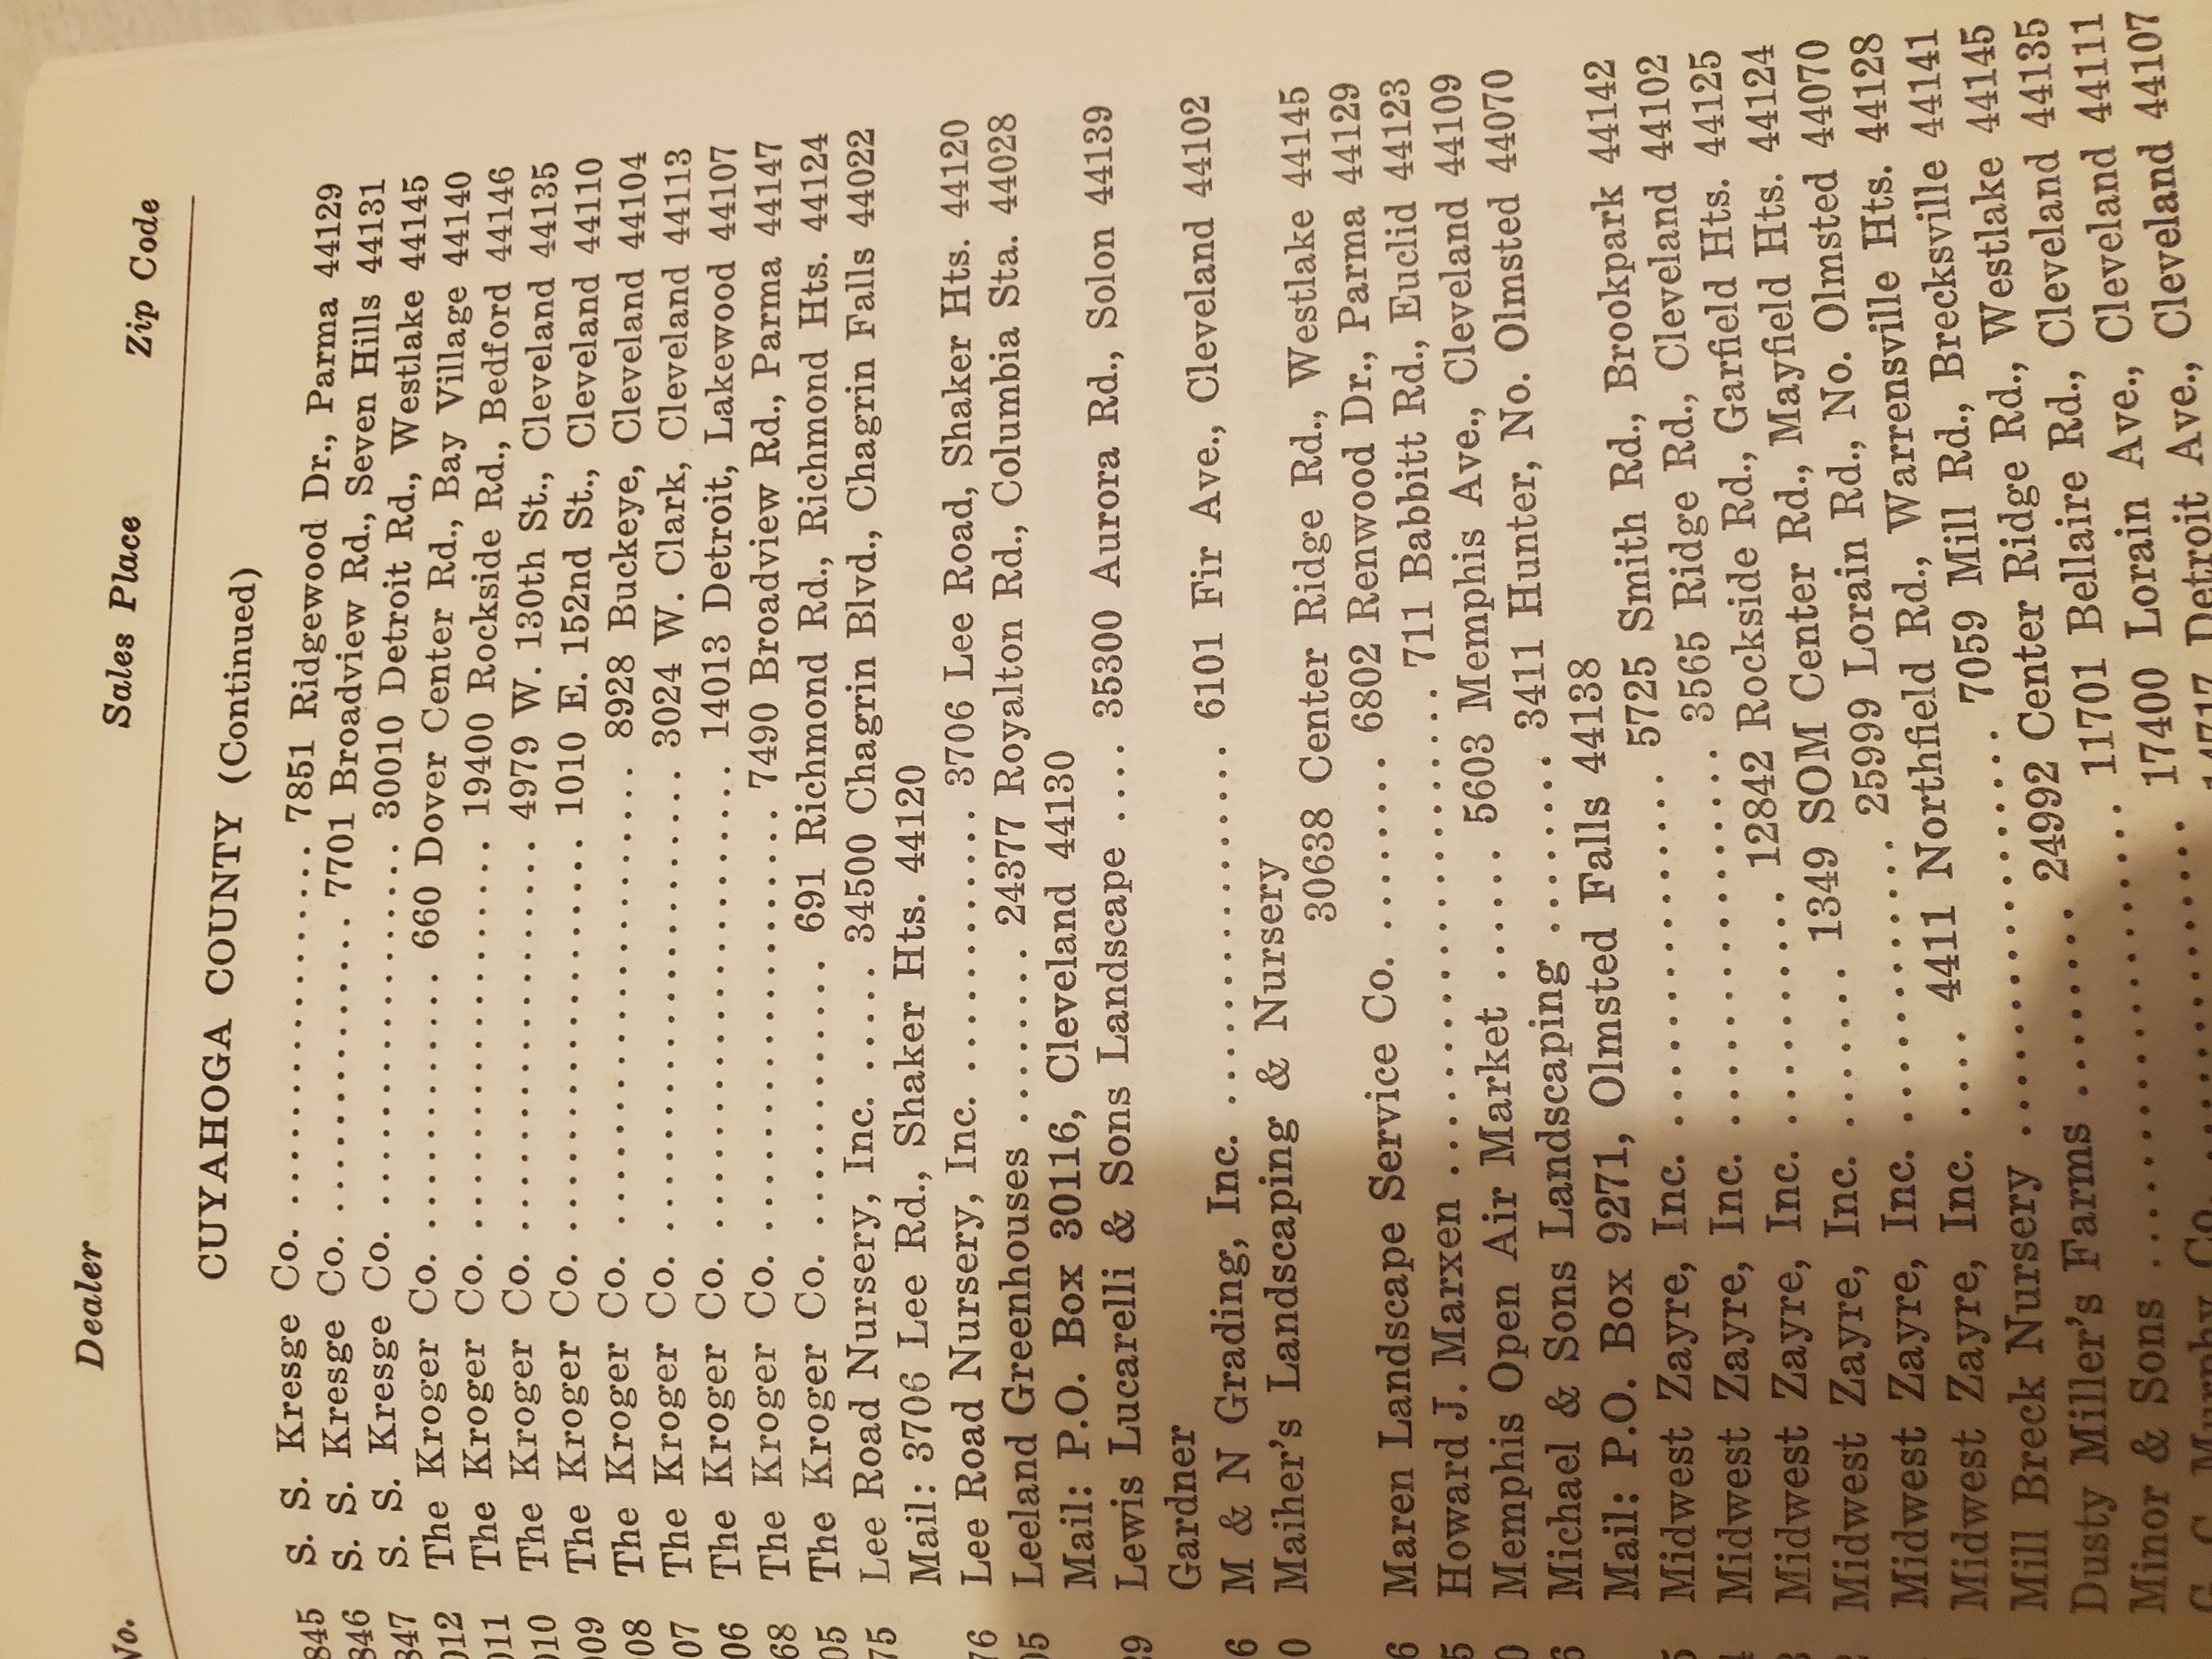 No. Dealer Sales Place Zip Code
CUYAHOGA COUNTY (Continued)
845 S. S. Kresge Co. .......................... 7851 Ridgewood Dr., Parma 44129
846 S. S. Kresge Co. .................. 7701 Broadview Rd., Seven Hills 44131
847 S. S. Kresge Co. ...................... 30010 Detroit Rd., Westlake 44145
012 The Kroger Co. ................ 660 Dover Center Rd., Bay Village 44140
011 The Kroger Co. ...................... 19400 Rockside Rd., Bedford 44146
010 The Kroger Co. ...................... 4979 W. 130th St., Cleveland 44135
009 The Kroger Co. ...................... 1010 E. 152nd St., Cleveland 44110
08 The Kroger Co. .......................... 8928 Buckeye, Cleveland 44104
07 The Kroger Co. .......................... 3024 W. Clark, Cleveland 44113
06 The Kroger Co. .......................... 14013 Detroit, Lakewood 44107
68 The Kroger Co. ........................ 7490 Broadview Rd., Parma 44147
05 The Kroger Co. ................ 691 Richmond Rd., Richmond Hts. 44124
75 Lee Road Nursery, Inc. ....... 34500 Chagrin Blvd., Chagrin Falls 44022
Mail: 3706 Lee Rd., Shaker Hts. 44120
76 Lee Road Nursery, Inc. ............... 3706 Lee Road, Shaker Hts. 44120
05 Leeland Greenhouses .......... 24377 Royalton Rd., Columbia Sta. 44028
Mail: P.O. Box 30116, Cleveland 44130
29 Lewis Lucarelli & Sons Landscape .... 35300 Aurora Rd., Solon 44139
Gardner
6 M & N Grading, Inc. ..................... 6101 Fir Ave., Cleveland 44102
0 Maiher's Landscaping & Nursery
30638 Center Ridge Rd., Westlake 44145
6 Maren Landscape Service Co. .......... 6802 Renwood Dr., Parma 44129
5 Howard J. Marxen .......................... 711 Babbitt Rd., Euclid 44123
0 Memphis Open Air Market ....... 5603 Memphis Ave., Cleveland 44109
6 Michael & Sons Landscaping ......... 3411 Hunter, No. Olmsted 44070
Mail: P.O. Box 9271, Olmsted Falls 44138
Midwest Zayre, Inc. .................. 5725 Smith Rd., Brookpark 44142
Midwest Zayre, Inc. .................... 3565 Ridge Rd., Cleveland 44102
Midwest Zayre, Inc. ............ 12842 Rockside Rd., Garfield Hts. 44125
Midwest Zayre, Inc. ........ 1349 SOM Center Rd., Mayfield Hts. 44124
Midwest Zayre, Inc. .............. 25999 Lorain Rd., No. Olmsted 44070
Midwest Zayre, Inc. .... 4411 Northfield Rd., Warrensville Hts. 44128
Mill Breck Nursery ..................... 7059 Mill Rd., Brecksville 44141
Dusty Miller's Farms .......... 24992 Center Ridge Rd., Westlake 44145
Minor & Sons ........................ 11701 Bellaire Rd., Cleveland 44135
G. C. Murphy Co. .................... 17400 Lorain Ave., Cleveland 44111
Detroit Ave., Cleveland 44107